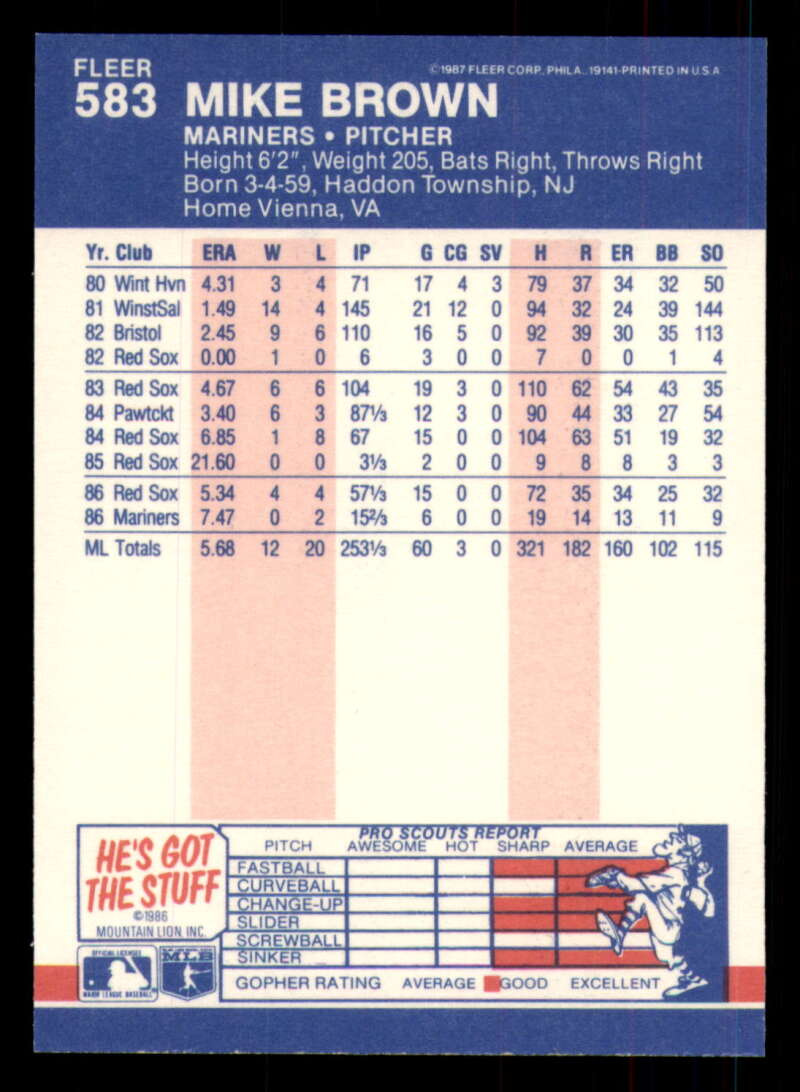 FLEER
©1987 FLEER CORP. PHILA., 19141-PRINTED IN U.S.A
583 MIKE BROWN
MARINERS • PITCHER
Height 6'2", Weight 205, Bats Right, Throws Right
Born 3-4-59, Haddon Township, NJ
Home Vienna, VA
Yr. Club ERA W L IP G CG SV H R ER BB SO
80 Wint Hvn 4.31 3 4 71 17 4 3 79 37 34 32 50
81 WinstSal 1.49 14 4 145 21 12 0 94 32 24 39 144
82 Bristol 2.45 9 6 110 16 5 0 92 39 30 35 113
82 Red Sox 0.00 1 0 6 3 0 0 7 0 0 1 4
83 Red Sox 4.67 6 6 104 19 3 0 110 62 54 43 35
84 Pawtckt 3.40 6 3 87⅓ 12 3 0 90 44 33 27 54
84 Red Sox 6.85 1 8 67 15 0 0 104 63 51 19 32
85 Red Sox 21.60 0 0 3⅓ 2 0 0 9 8 8 3 3
86 Red Sox 5.34 4 4 57⅓ 15 0 0 72 35 34 25 32
86 Mariners 7.47 0 2 15⅔ 6 0 0 19 14 13 11 9
ML Totals 5.68 12 20 253⅓ 60 3 0 321 182 160 102 115
HE'S GOT
THE STUFF
©1986
MOUNTAIN LION INC.
PRO SCOUTS REPORT
PITCH AWESOME HOT SHARP AVERAGE
FASTBALL
CURVEBALL
CHANGE-UP
SLIDER
SCREWBALL
SINKER
GOPHER RATING AVERAGE GOOD EXCELLENT
OFFICIAL LICENSEE
MAJOR LEAGUE BASEBALL
MLB